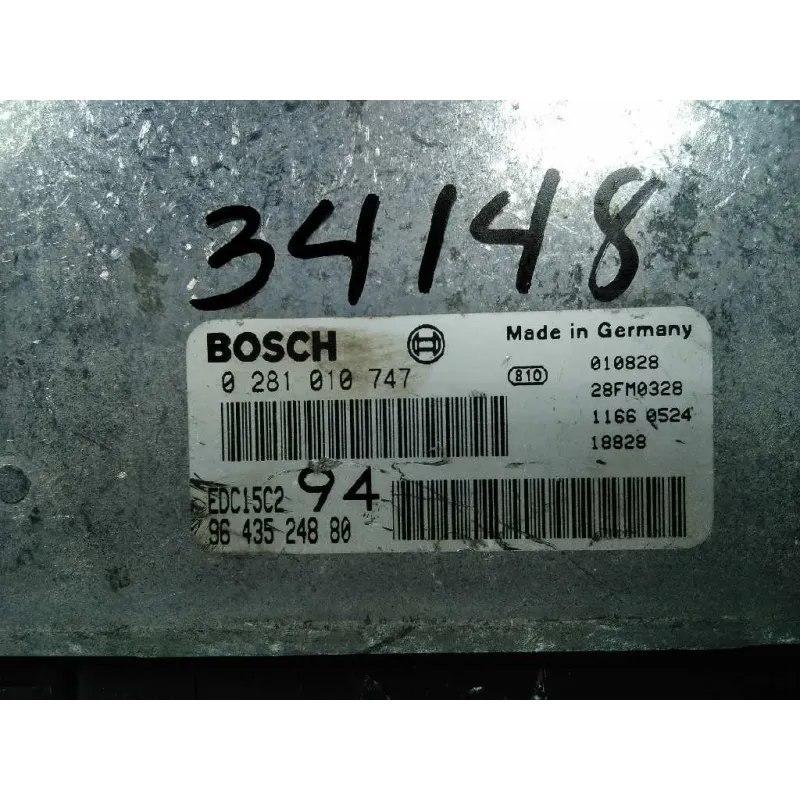 34148
BOSCH
Made in Germany
0 281 010 747
810
010828
28FM0328
1166 0524
18828
EDC15C2 94
96 435 248 80